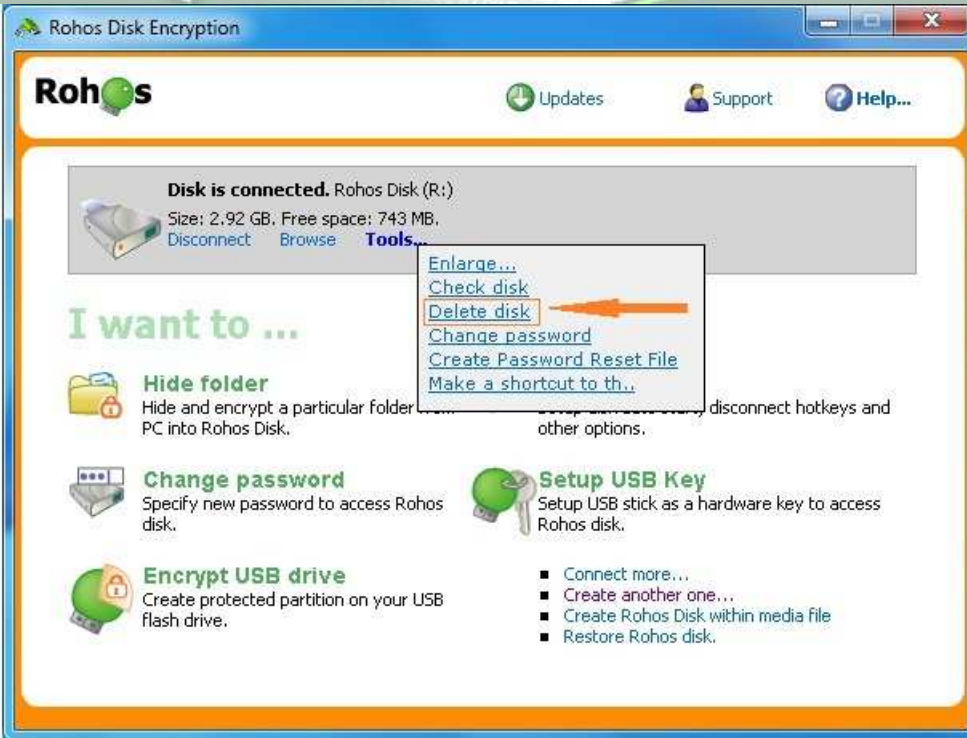 Rohos Disk Encryption
Rohos
Updates
Support
Help...
Disk is connected. Rohos Disk (R:)
Size: 2.92 GB. Free space: 743 MB.
Disconnect Browse Tools...
Enlarge...
Check disk
Delete disk
Change password
Create Password Reset File
Make a shortcut to th..
I want to ...
Hide folder
Hide and encrypt a particular folder
PC into Rohos Disk.
disconnect hotkeys and
other options.
Change password
Specify new password to access Rohos
disk.
Setup USB Key
Setup USB stick as a hardware key to access
Rohos disk.
Encrypt USB drive
Create protected partition on your USB
flash drive.
Connect more...
Create another one...
Create Rohos Disk within media file
Restore Rohos disk.